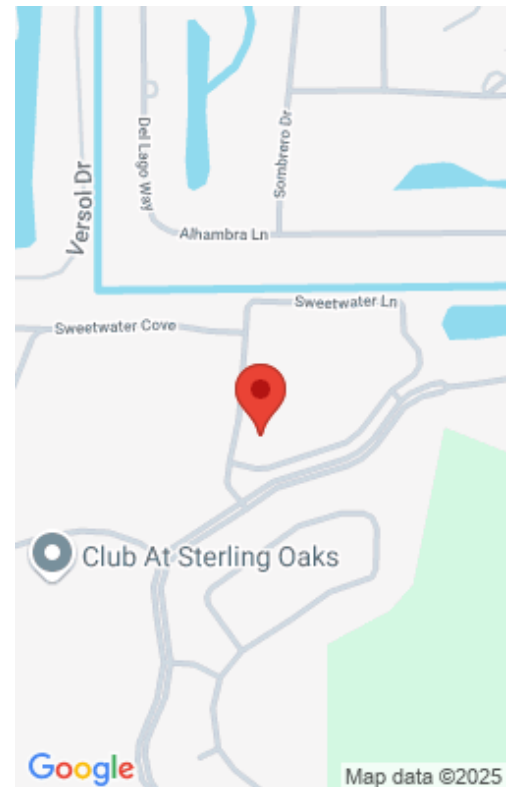 Del Lago Way
Sombrero Dr
Versol Dr
Alhambra Ln
Sweetwater Ln
Sweetwater Cove
Club At Sterling Oaks
Google
Map data ©2025